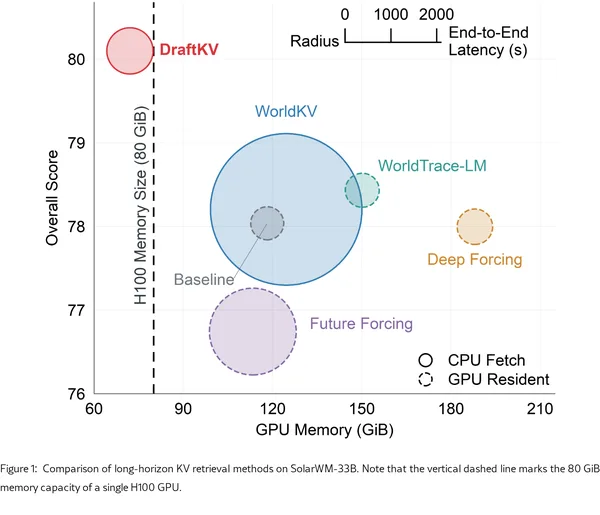 0 1000 2000
Radius
End-to-End
Latency (s)
DraftKV
WorldKV
WorldTrace-LM
Deep Forcing
Baseline
Future Forcing
H100 Memory Size (80 GiB)
CPU Fetch
GPU Resident
Overall Score
80
79
78
77
76
60 90 120 150 180 210
GPU Memory (GiB)
Figure 1: Comparison of long-horizon KV retrieval methods on SolarWM-33B. Note that the vertical dashed line marks the 80 GiB
memory capacity of a single H100 GPU.